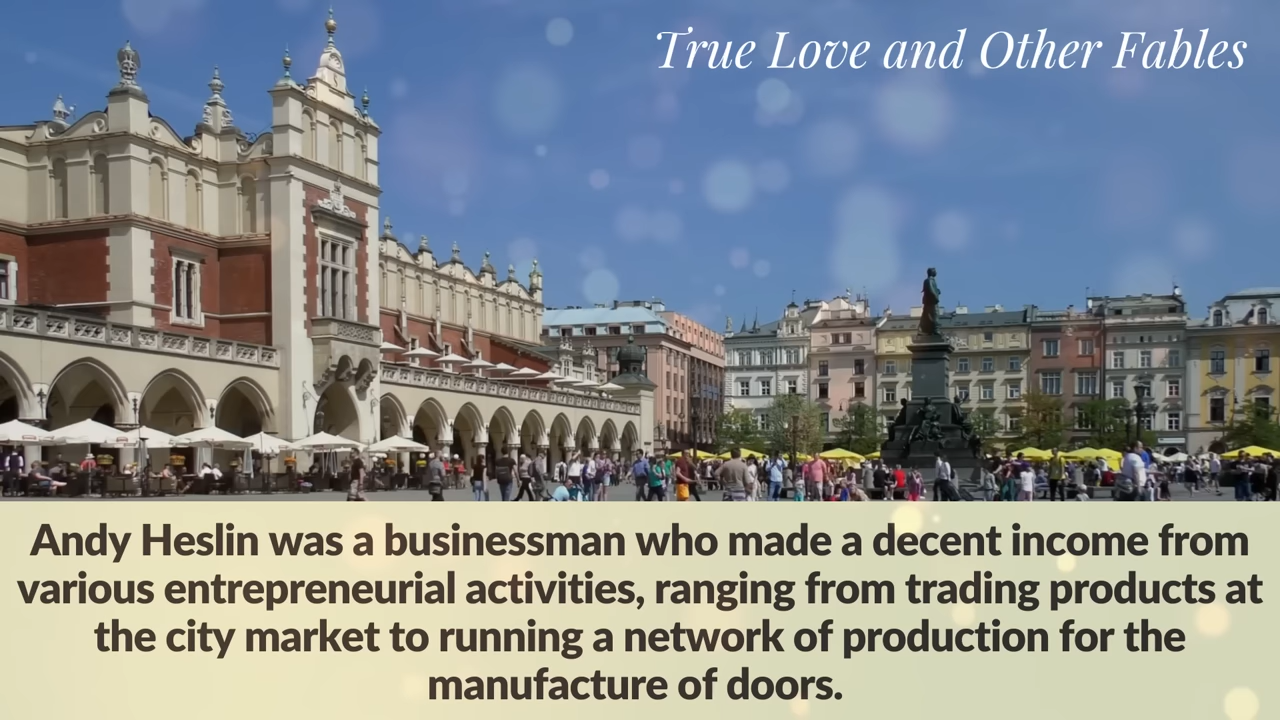 True Love and Other Fables
Andy Heslin was a businessman who made a decent income from
various entrepreneurial activities, ranging from trading products at
the city market to running a network of production for the
manufacture of doors.